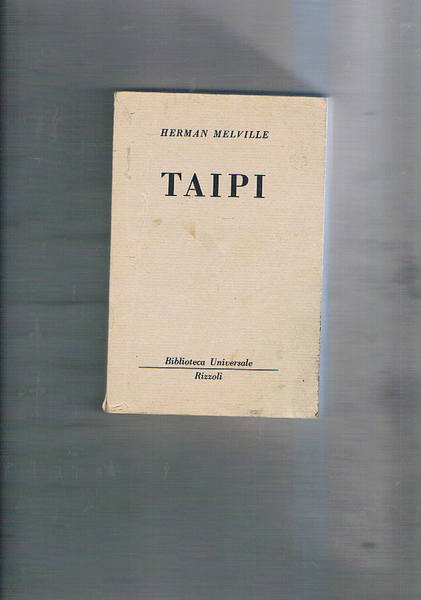 HERMAN MELVILLE
TAIPI
Biblioteca Universale
Rizzoli